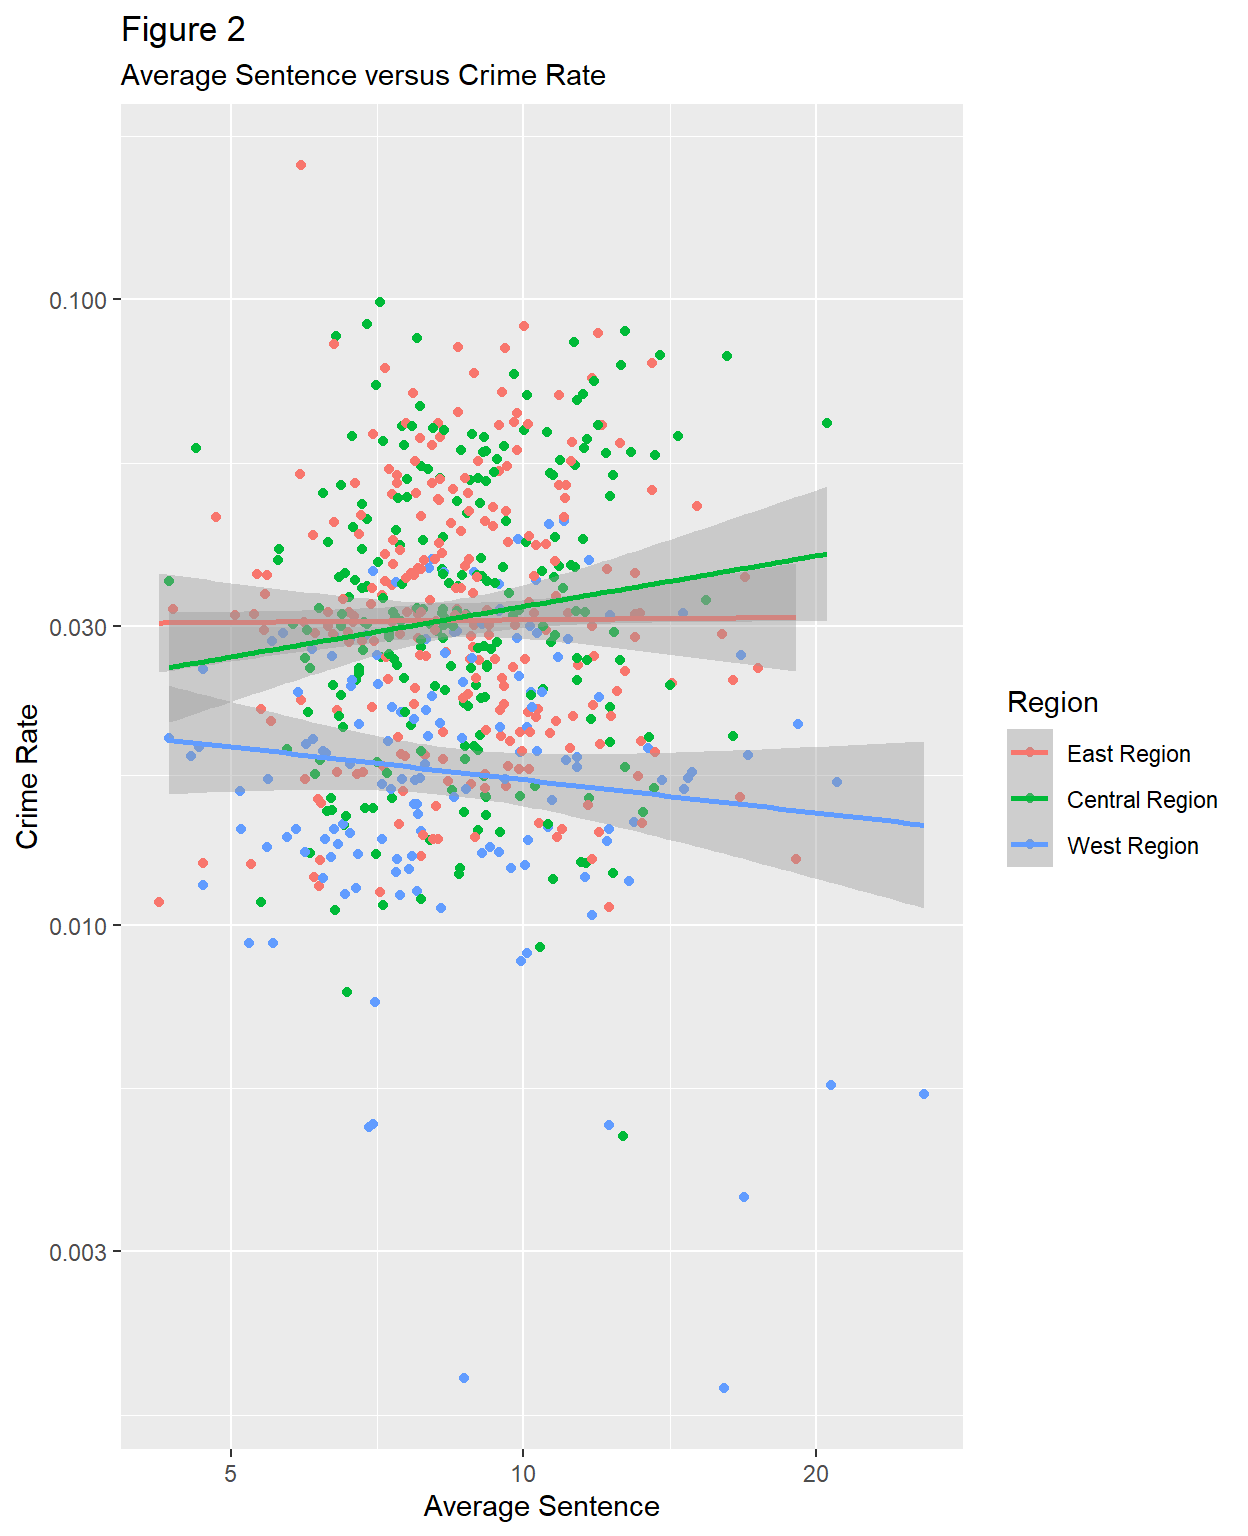 Figure 2
Average Sentence versus Crime Rate
Crime Rate
0.100
0.030
0.010
0.003
5
10
20
Average Sentence
Region
East Region
Central Region
West Region